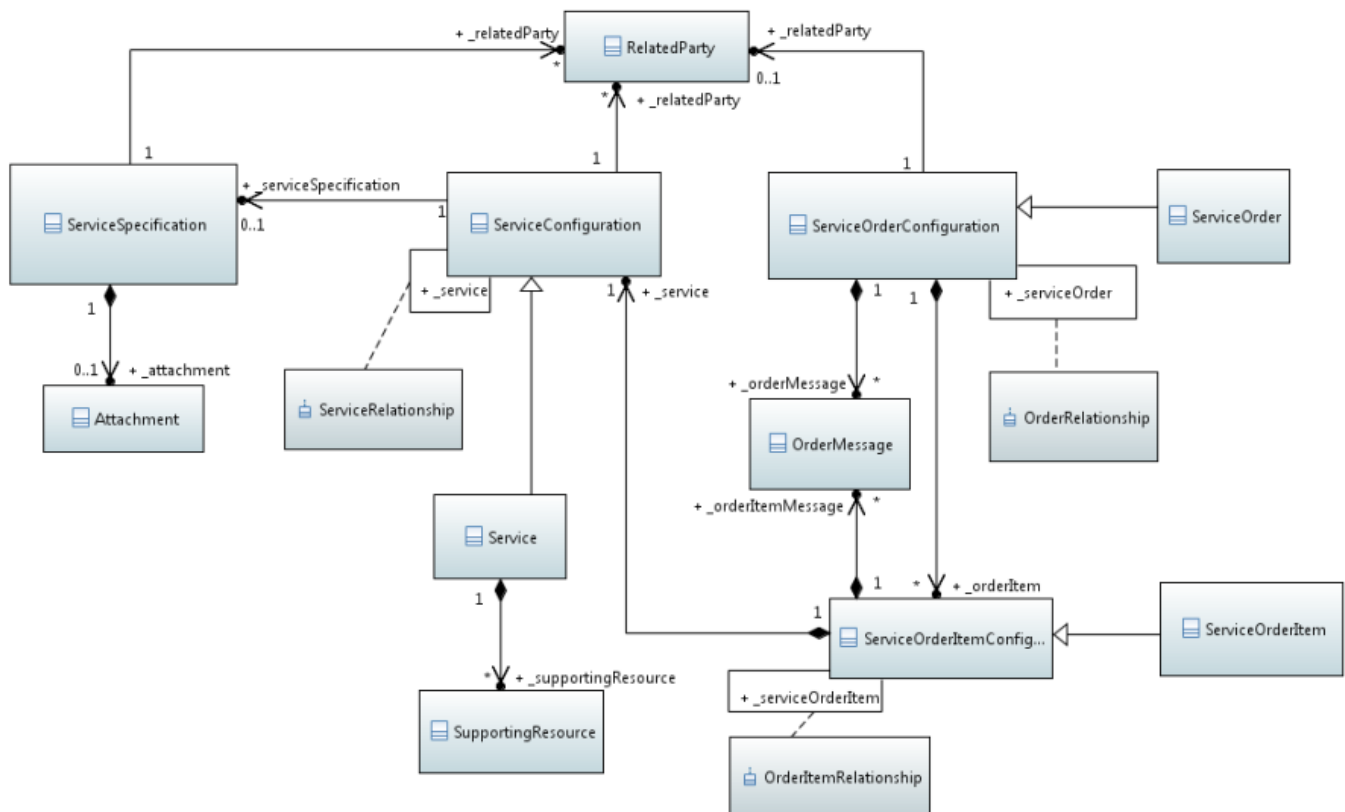 + _relatedParty
*
RelatedParty
+ _relatedParty
0..1
*
+ _relatedParty
1
1
1
ServiceSpecification
+ _serviceSpecification
0..1
1
ServiceConfiguration
ServiceOrderConfiguration
ServiceOrder
1
+ _service
1
+ _service
1
1
+ _serviceOrder
0..1
+ _attachment
Attachment
ServiceRelationship
+ _orderMessage
*
OrderMessage
OrderRelationship
+ _orderItemMessage
*
Service
1
1
*
+ _orderItem
1
ServiceOrderItemConfig...
ServiceOrderItem
*
+ _supportingResource
+ _serviceOrderItem
SupportingResource
OrderItemRelationship